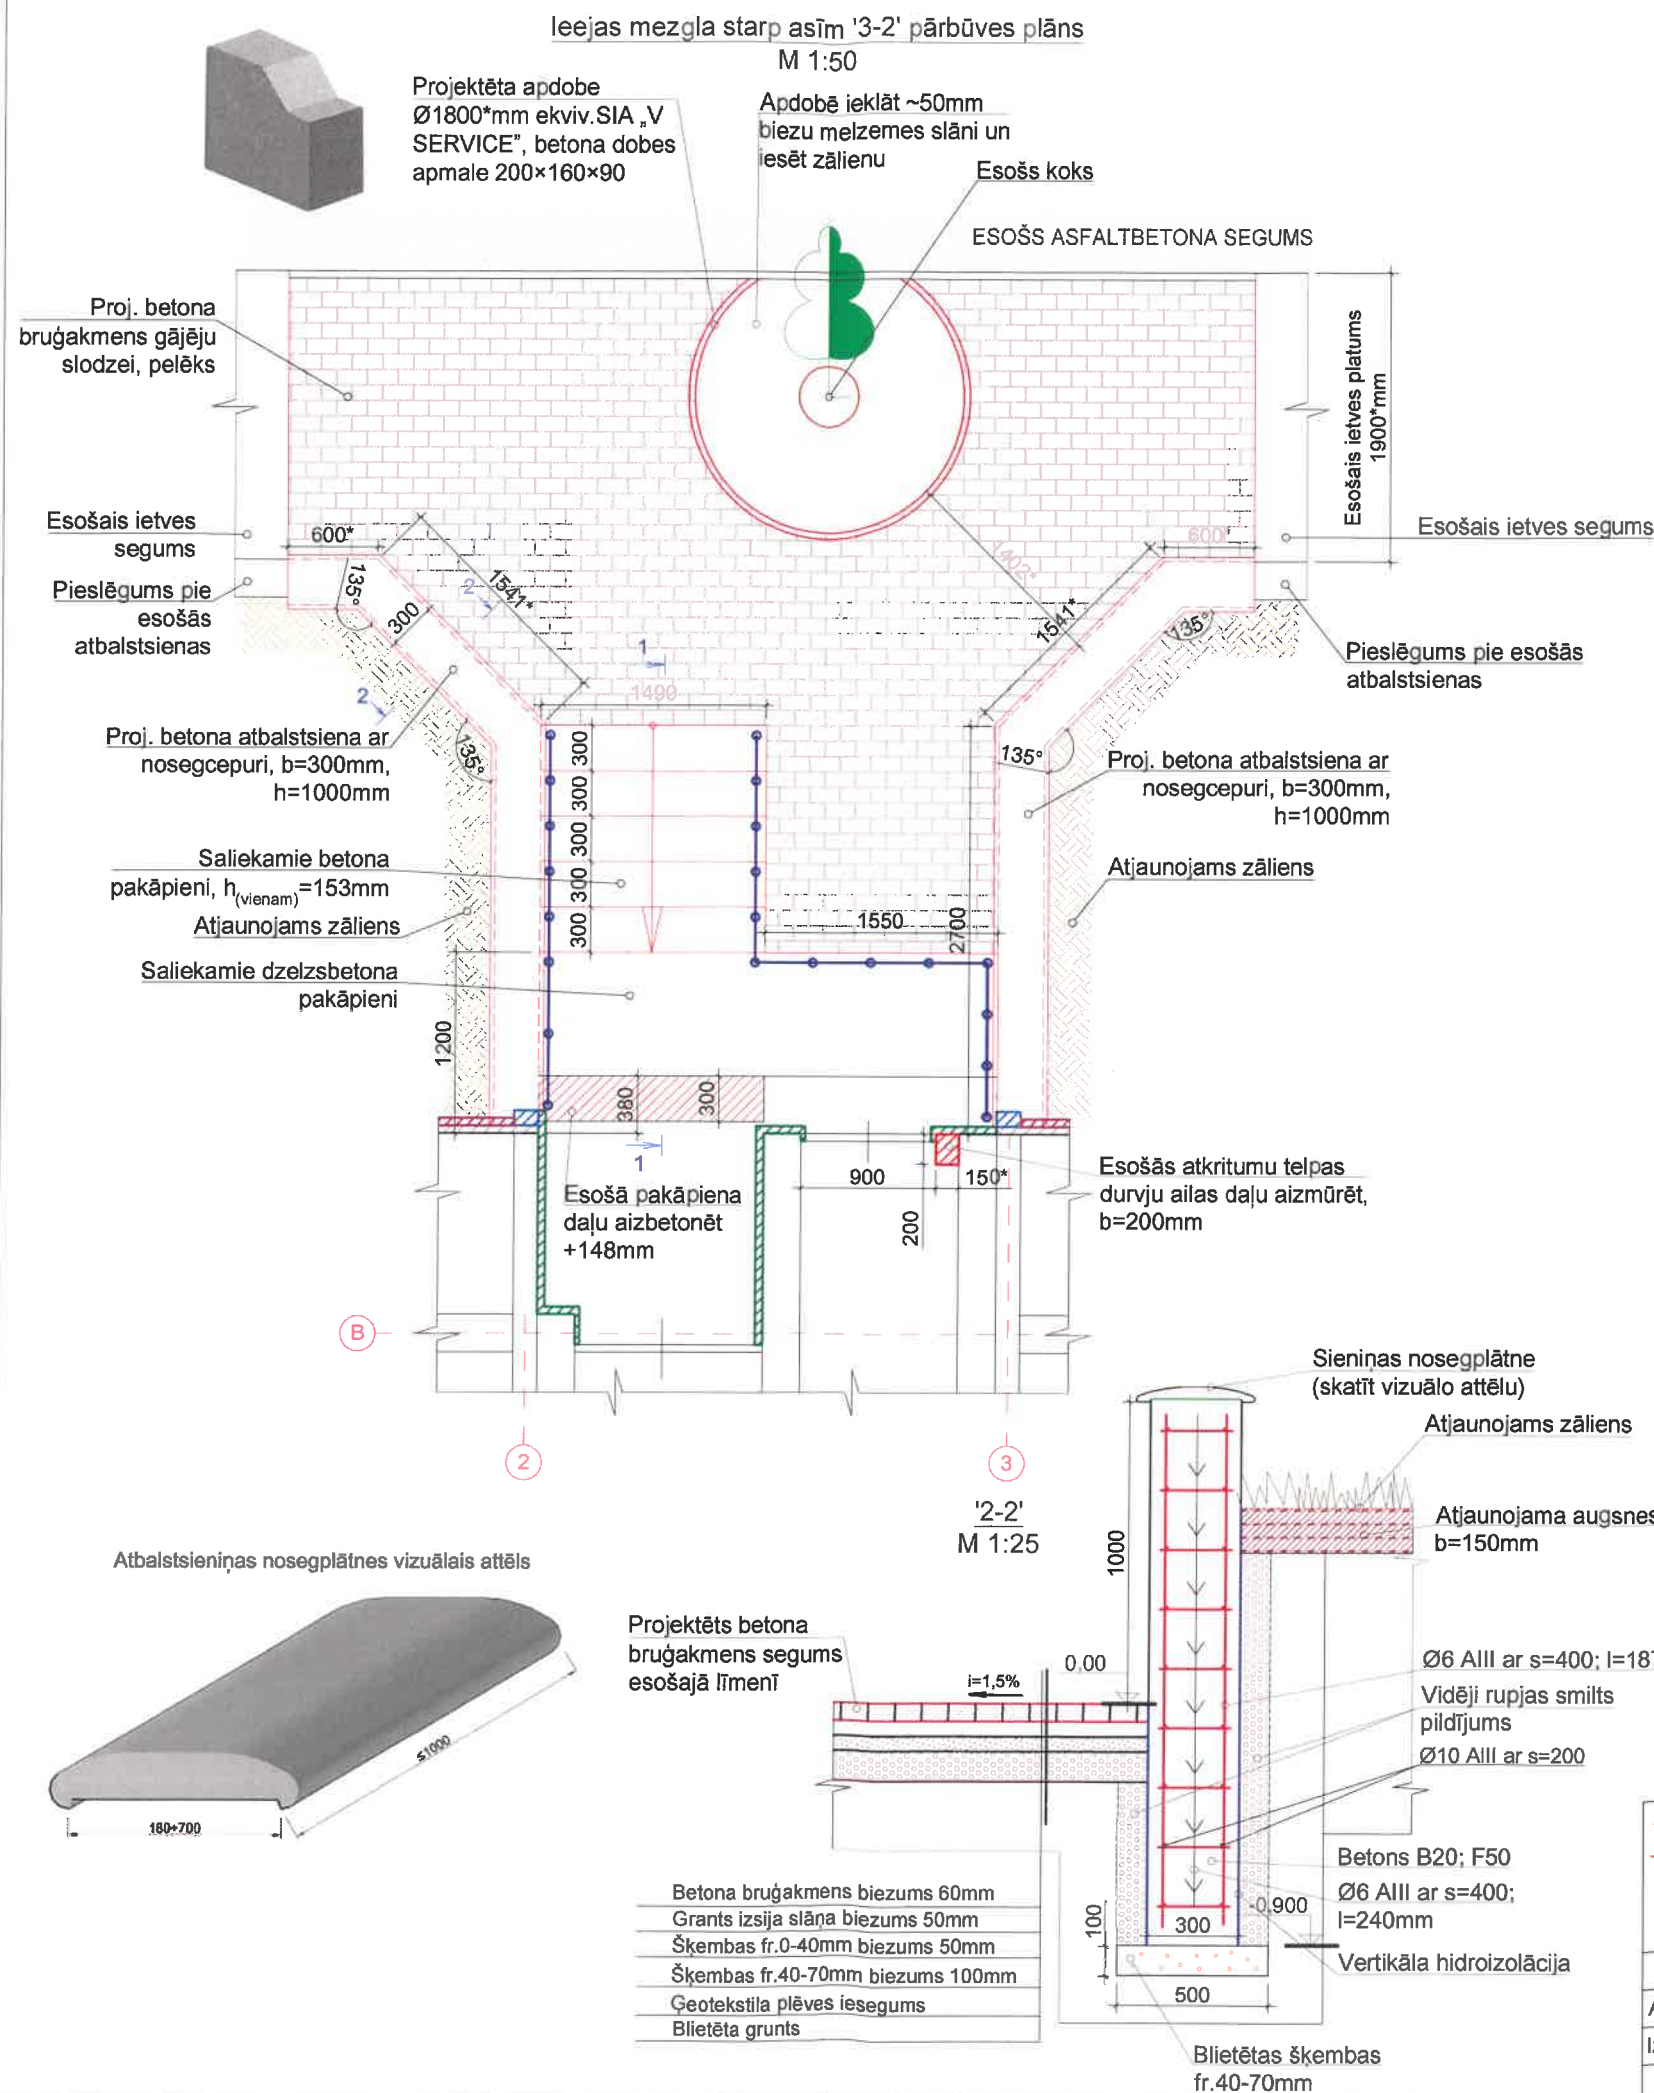 Ieejas mezgla starp asīm '3-2' pārbūves plāns
M 1:50
Projektēta apdobe
Ø1800*mm ekviv.SIA „V
SERVICE”, betona dobes
apmale 200×160×90
Apdobē ieklāt ~50mm
biezu melzemes slāni un
iesēt zālienu
Esošs koks
ESOŠS ASFALTBETONA SEGUMS
Proj. betona
bruģakmens gājēju
slodzei, pelēks
Esošais ietves platums
1900*mm
Esošais ietves
segums
Esošais ietves segums
600*
600*
Pieslēgums pie
esošās
atbalstsienas
Pieslēgums pie esošās
atbalstsienas
135°
300
1541*
1402*
1541*
135°
1
2
1
2
1490
Proj. betona atbalstsiena ar
nosegcepuri, b=300mm,
h=1000mm
135°
135°
Proj. betona atbalstsiena ar
nosegcepuri, b=300mm,
h=1000mm
300
300
300
300
300
Saliekamie betona
pakāpieni, h(vienam)=153mm
Atjaunojams zāliens
Atjaunojams zāliens
1550
2700
Saliekamie dzelzsbetona
pakāpieni
1200
380
300
1
900
150*
200
Esošā pakāpiena
daļu aizbetonēt
+148mm
Esošās atkritumu telpas
durvju ailas daļu aizmūrēt,
b=200mm
B
2
3
Sieniņas nosegplātne
(skatīt vizuālo attēlu)
Atjaunojams zāliens
'2-2'
M 1:25
Atjaunojama augsnes
b=150mm
1000
Atbalstsieniņas nosegplātnes vizuālais attēls
≤1000
180÷700
Projektēts betona
bruģakmens segums
esošajā līmenī
i=1,5%
0,00
Ø6 AIII ar s=400; l=187
Vidēji rupjas smilts
pildījums
Ø10 AIII ar s=200
Betons B20; F50
Ø6 AIII ar s=400;
l=240mm
-0,900
Vertikāla hidroizolācija
100
300
500
Betona bruģakmens biezums 60mm
Grants izsija slāņa biezums 50mm
Šķembas fr.0-40mm biezums 50mm
Šķembas fr.40-70mm biezums 100mm
Ģeotekstila plēves iesegums
Blietēta grunts
Blietētas šķembas
fr.40-70mm